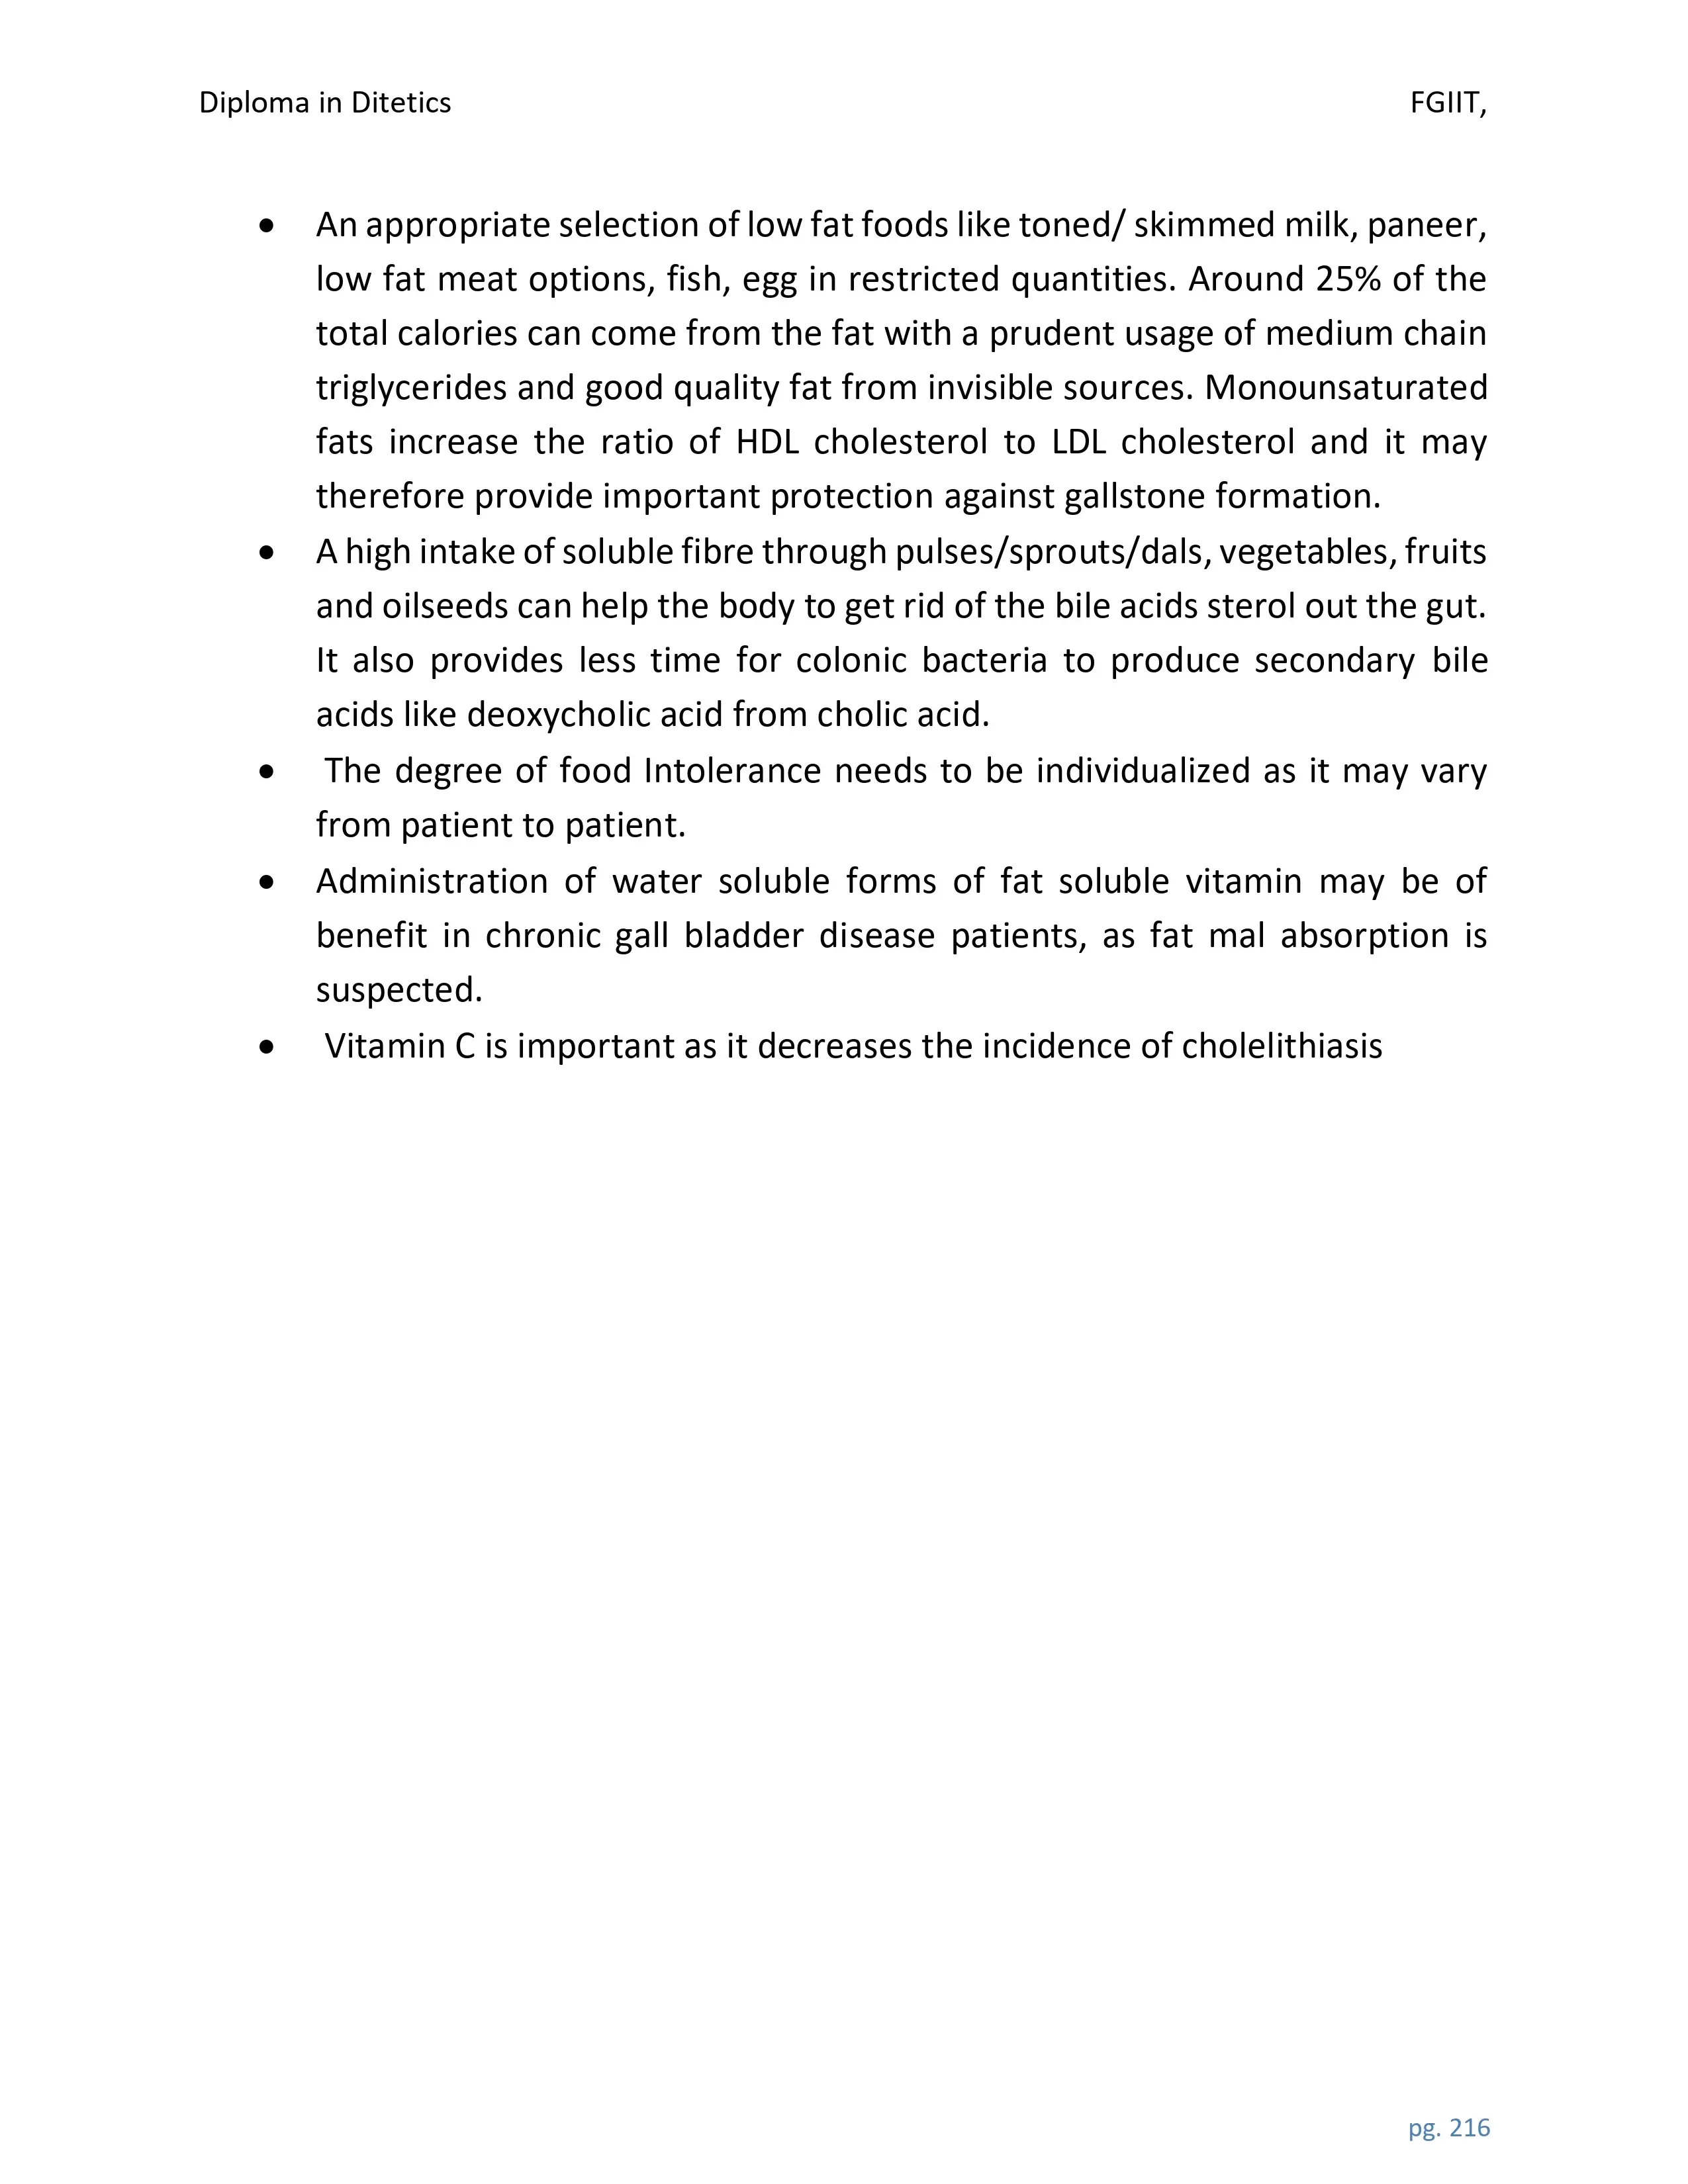 Diploma in Ditetics FGIIT,
• An appropriate selection of low fat foods like toned/ skimmed milk, paneer,
low fat meat options, fish, egg in restricted quantities. Around 25% of the
total calories can come from the fat with a prudent usage of medium chain
triglycerides and good quality fat from invisible sources. Monounsaturated
fats increase the ratio of HDL cholesterol to LDL cholesterol and it may
therefore provide important protection against gallstone formation.
• A high intake of soluble fibre through pulses/sprouts/dals, vegetables, fruits
and oilseeds can help the body to get rid of the bile acids sterol out the gut.
It also provides less time for colonic bacteria to produce secondary bile
acids like deoxycholic acid from cholic acid.
• The degree of food Intolerance needs to be individualized as it may vary
from patient to patient.
• Administration of water soluble forms of fat soluble vitamin may be of
benefit in chronic gall bladder disease patients, as fat mal absorption is
suspected.
• Vitamin C is important as it decreases the incidence of cholelithiasis
pg. 216